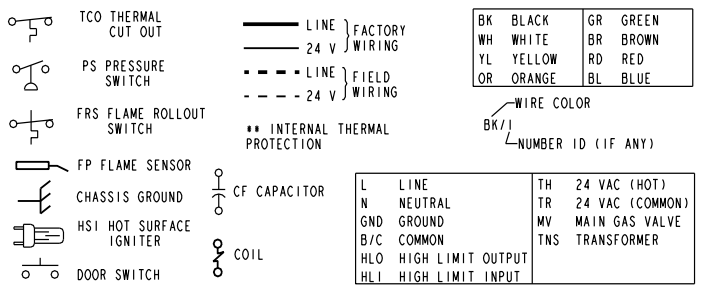 TCO THERMAL
CUT OUT
PS PRESSURE
SWITCH
FRS FLAME ROLLOUT
SWITCH
FP FLAME SENSOR
CHASSIS GROUND
HSI HOT SURFACE
IGNITER
DOOR SWITCH
LINE
24 V
FACTORY
WIRING
LINE
24 V
FIELD
WIRING
** INTERNAL THERMAL
PROTECTION
CF CAPACITOR
COIL
BK BLACK GR GREEN
WH WHITE BR BROWN
YL YELLOW RD RED
OR ORANGE BL BLUE
WIRE COLOR
BK/1
NUMBER ID (IF ANY)
L LINE TH 24 VAC (HOT)
N NEUTRAL TR 24 VAC (COMMON)
GND GROUND MV MAIN GAS VALVE
B/C COMMON TNS TRANSFORMER
HLO HIGH LIMIT OUTPUT
HLI HIGH LIMIT INPUT